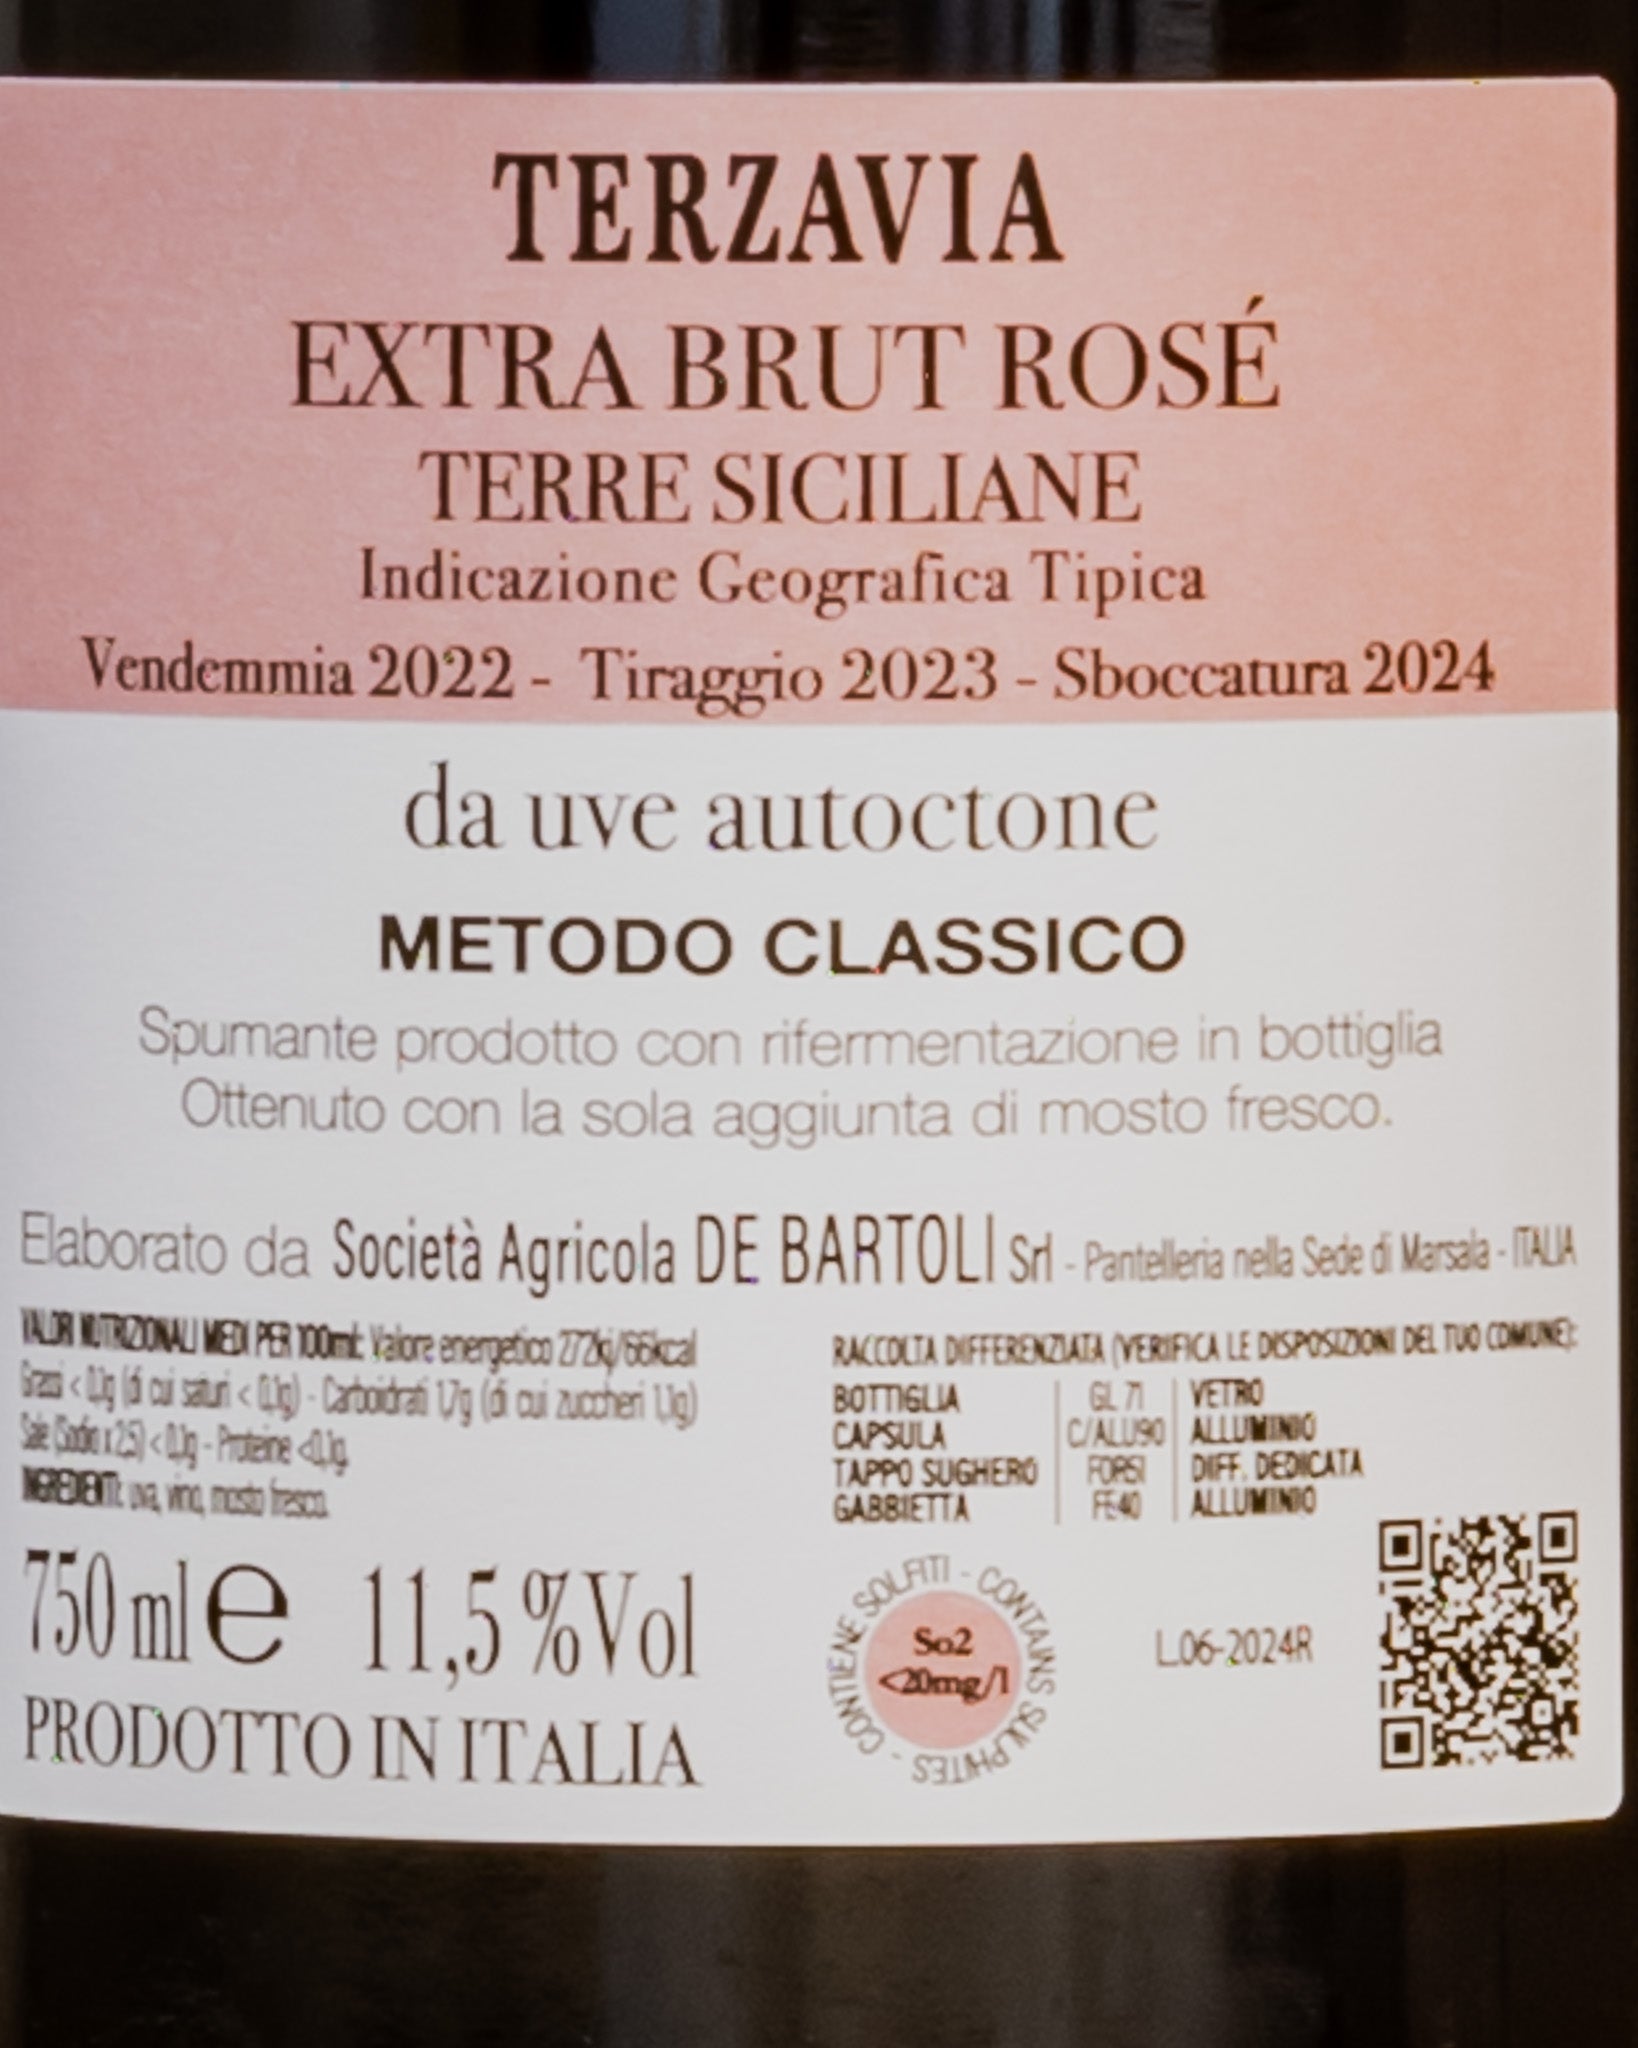 TERZAVIA
EXTRA BRUT ROSÉ
TERRE SICILIANE
Indicazione Geografica Tipica
Vendemmia 2022 - Tiraggio 2023 - Sboccatura 2024
da uve autoctone
METODO CLASSICO
Spumante prodotto con rifermentazione in bottiglia
Ottenuto con la sola aggiunta di mosto fresco.
Elaborato da Società Agricola DE BARTOLI Srl - Pantelleria nella Sede di Marsala - ITALIA
VALORI NUTRIZIONALI MEDI PER 100ml: Valore energetico 272kj/66kcal
Grassi < 0,1g (di cui saturi < 0,1g) - Carboidrati 1,7g (di cui zuccheri 1,1g)
Sale (Sodio x 2,5) < 0,1g - Proteine <0,1g.
INGREDIENTI: uva, vino, mosto fresco.
RACCOLTA DIFFERENZIATA (VERIFICA LE DISPOSIZIONI DEL TUO COMUNE):
BOTTIGLIA GL 71 VETRO
CAPSULA C/ALU90 ALLUMINIO
TAPPO SUGHERO FOR51 DIFF. DEDICATA
GABBIETTA FE40 ALLUMINIO
750 ml e 11,5 %Vol
PRODOTTO IN ITALIA
CONTIENE SOLFITI - CONTAINS SULPHITES -
So2
<20mg/l
L.06-2024R